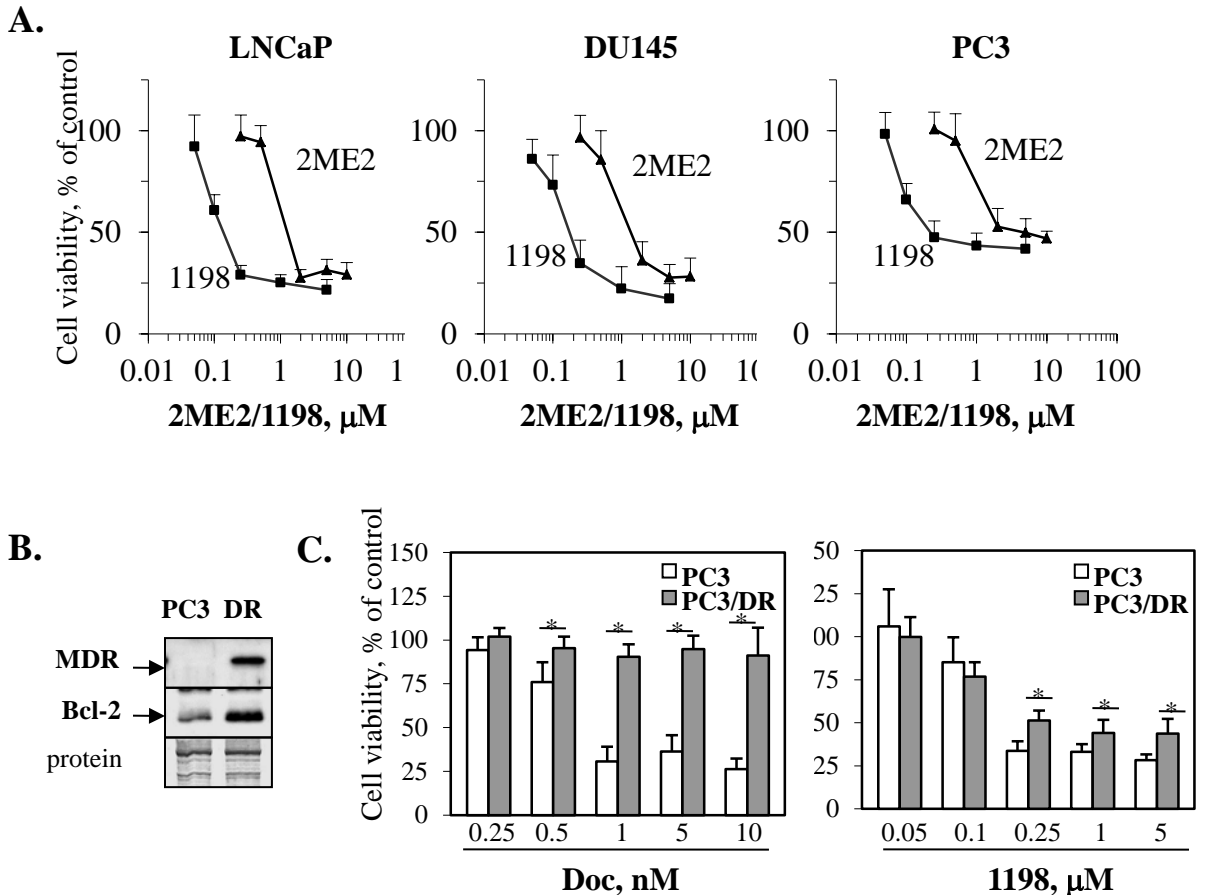 A.
LNCaP
DU145
PC3
Cell viability, % of control
100
50
0
2ME2
1198
0.01 0.1 1 10 1
2ME2/1198, μM
100
50
0
2ME2
1198
0.01 0.1 1 10
2ME2/1198, μM
100
50
0
2ME2
1198
0.01 0.1 1 10 100
2ME2/1198, μM
B.
PC3 DR
MDR
Bcl-2
protein
C.
Cell viability, % of control
150
125
100
75
50
25
0
PC3
PC3/DR
* * * *
0.25 0.5 1 5 10
Doc, nM
50
25
00
75
50
25
0
PC3
PC3/DR
* * *
0.05 0.1 0.25 1 5
1198, μM